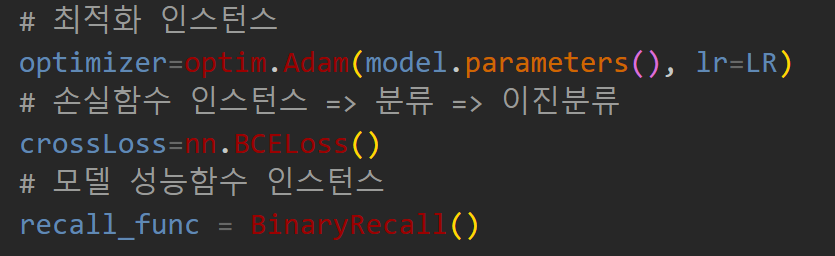 # 최적화 인스턴스
optimizer=optim.Adam(model.parameters(), lr=LR)
# 손실함수 인스턴스 => 분류 => 이진분류
crossLoss=nn.BCELoss()
# 모델 성능함수 인스턴스
recall_func = BinaryRecall()